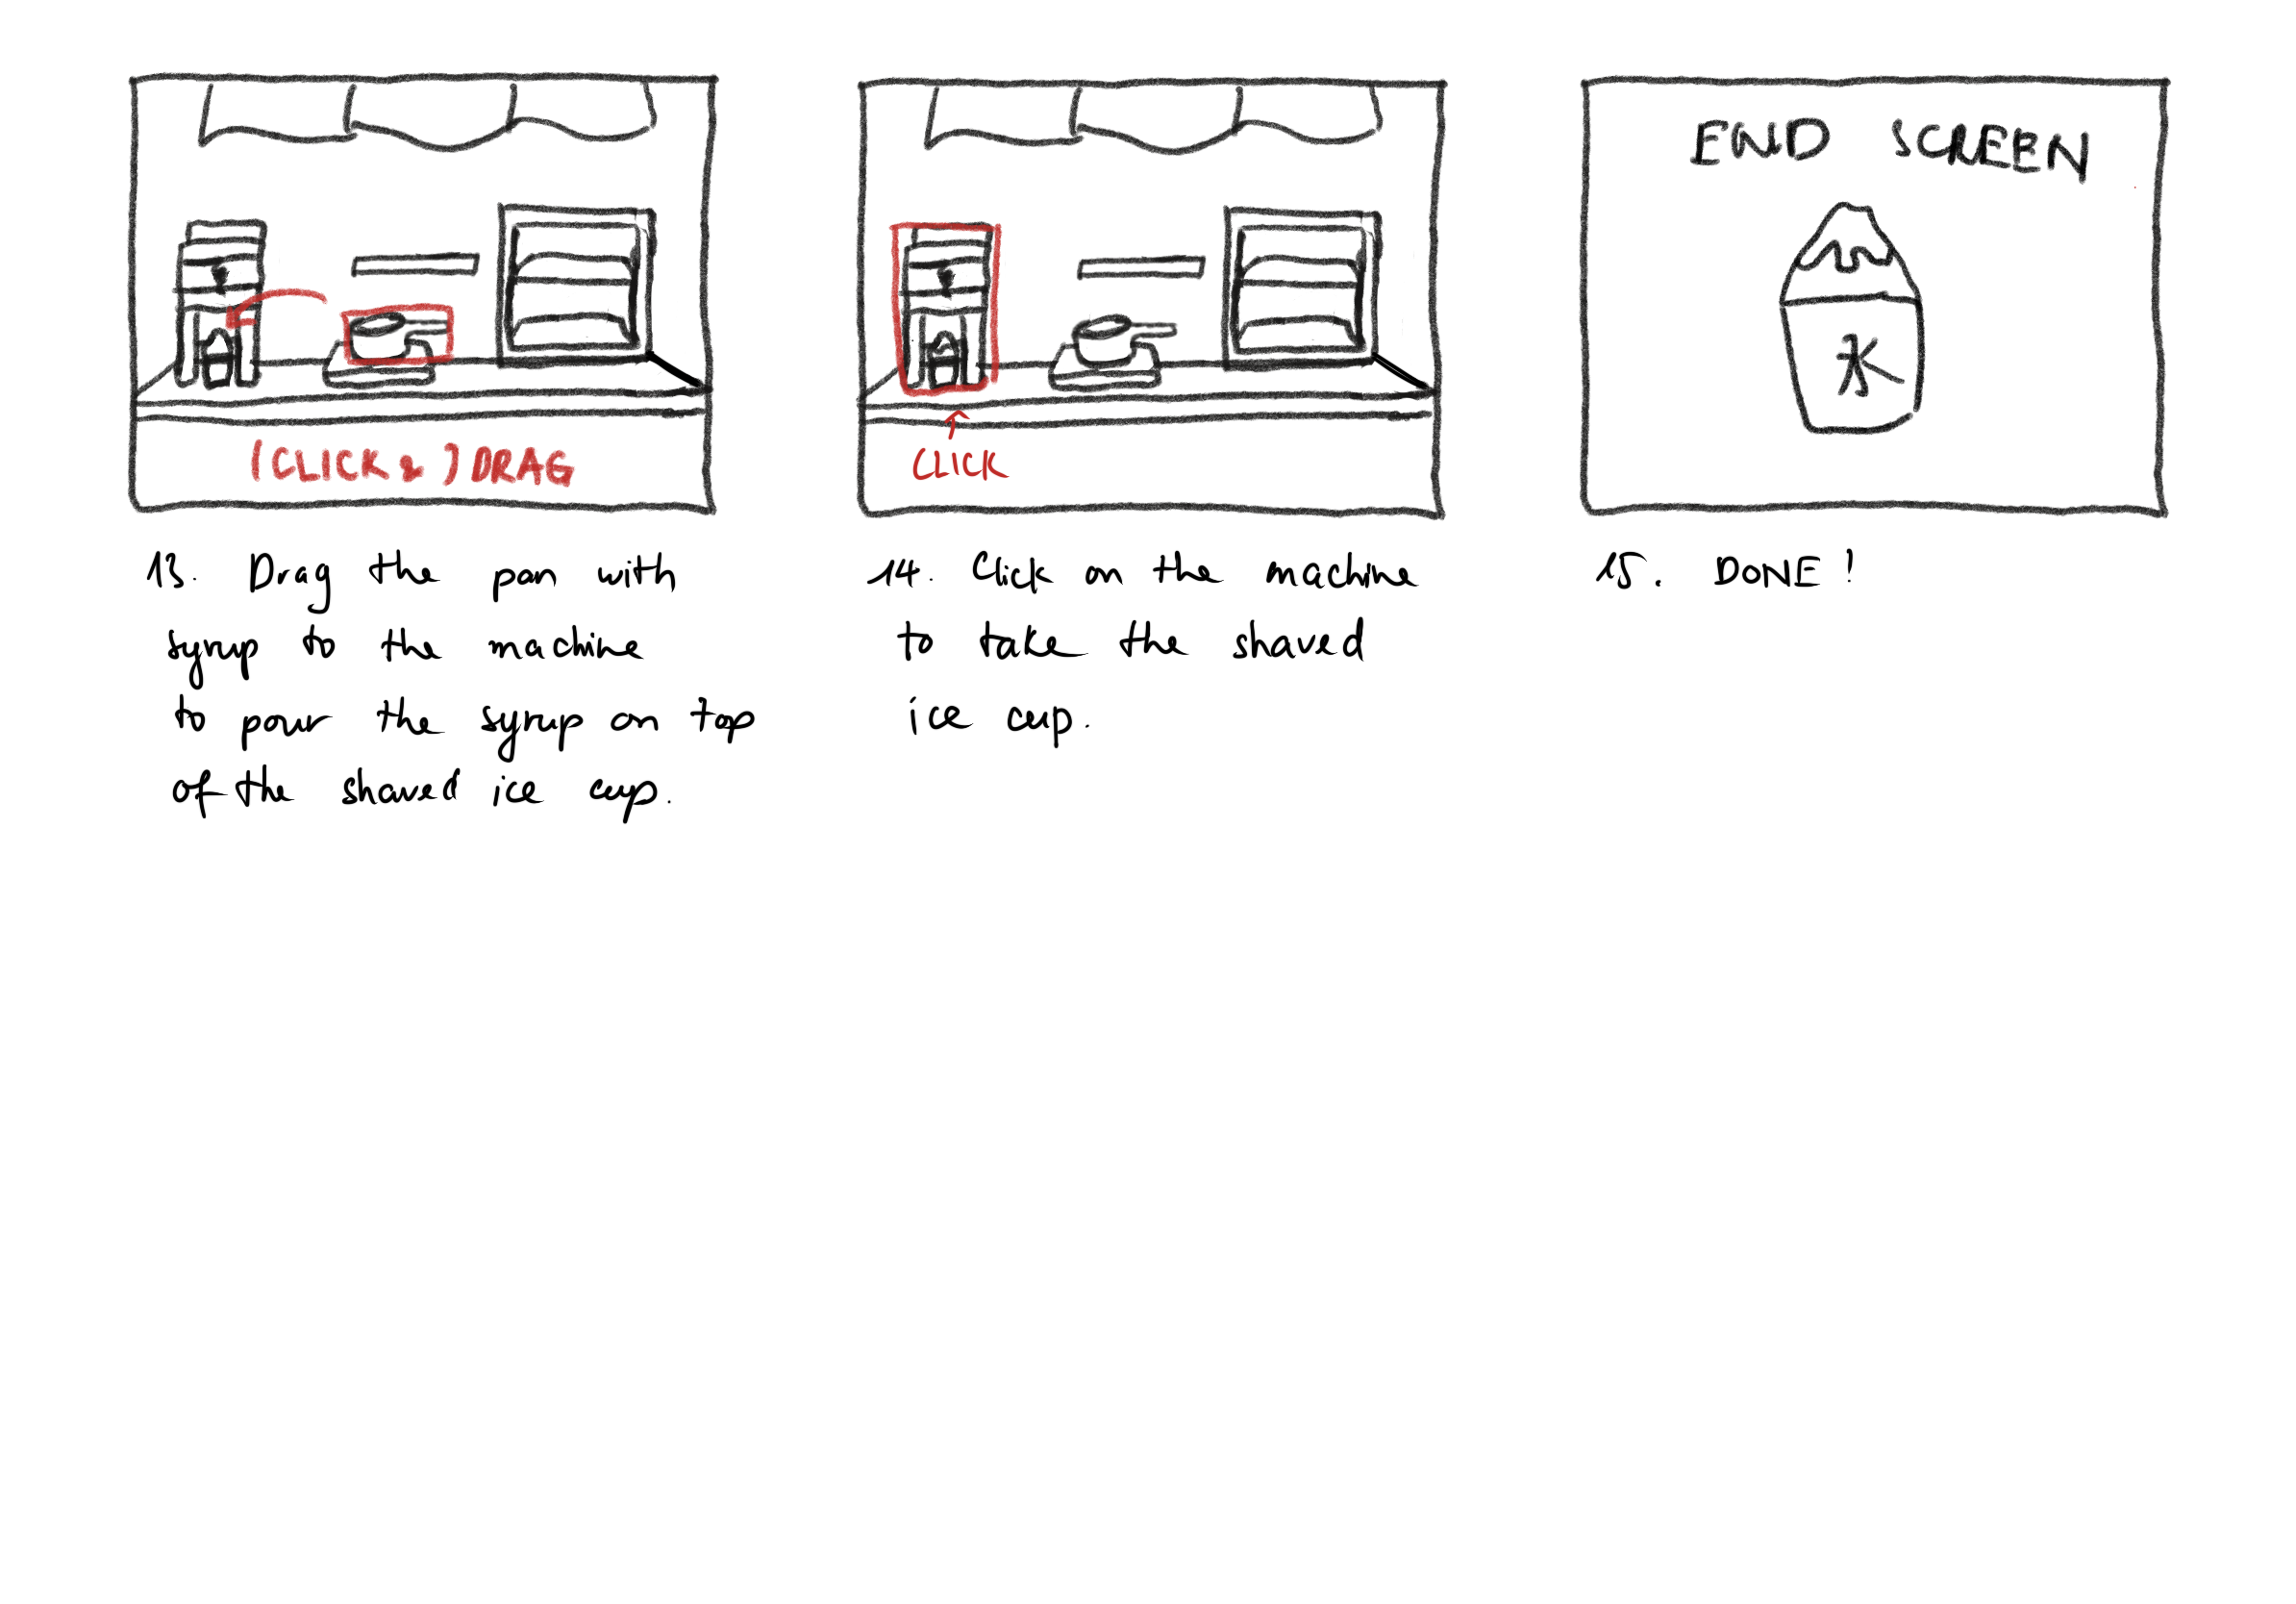 (CLICK & ) DRAG
13. Drag the pan with
syrup to the machine
to pour the syrup on top
of the shaved ice cup.
CLICK
14. Click on the machine
to take the shaved
ice cup.
END SCREEN
水
15. DONE!